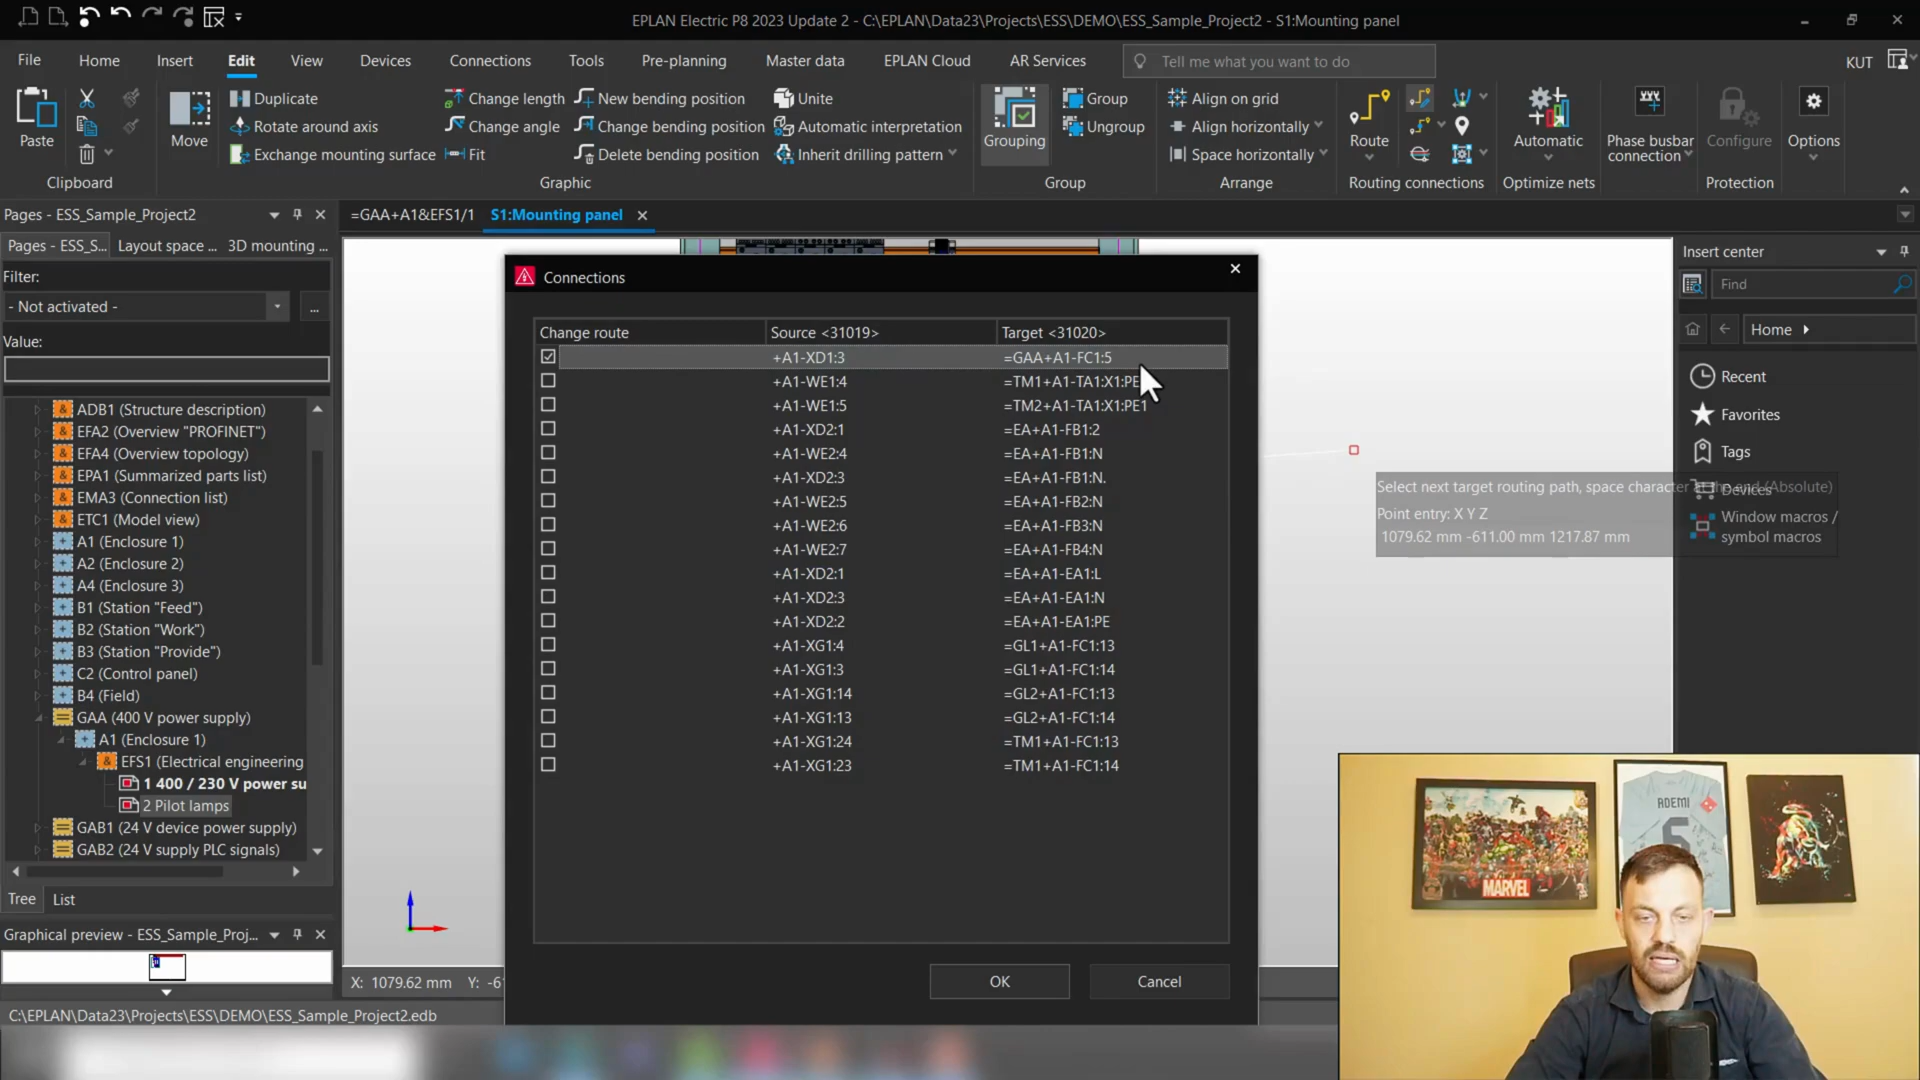 EPLAN Electric P8 2023 Update 2 - C:\EPLAN\Data23\Projects\ESS\DEMO\ESS_Sample_Project2 - S1:Mounting panel
File Home Insert Edit View Devices Connections Tools Pre-planning Master data EPLAN Cloud AR Services Tell me what you want to do KUT
Paste
Clipboard
Move
Duplicate
Rotate around axis
Exchange mounting surface
Change length
Change angle
Fit
New bending position
Change bending position
Delete bending position
Unite
Automatic interpretation
Inherit drilling pattern
Graphic
Grouping
Group
Ungroup
Group
Align on grid
Align horizontally
Space horizontally
Arrange
Route
Routing connections
Automatic
Optimize nets
Phase busbar
connection
Configure
Protection
Options
Pages - ESS_Sample_Project2
Pages - ESS_S...
Layout space ...
3D mounting ...
Filter:
- Not activated -
...
Value:
ADB1 (Structure description)
EFA2 (Overview "PROFINET")
EFA4 (Overview topology)
EPA1 (Summarized parts list)
EMA3 (Connection list)
ETC1 (Model view)
A1 (Enclosure 1)
A2 (Enclosure 2)
A4 (Enclosure 3)
B1 (Station "Feed")
B2 (Station "Work")
B3 (Station "Provide")
C2 (Control panel)
B4 (Field)
GAA (400 V power supply)
A1 (Enclosure 1)
EFS1 (Electrical engineering
1 400 / 230 V power su
2 Pilot lamps
GAB1 (24 V device power supply)
GAB2 (24 V supply PLC signals)
Tree List
Graphical preview - ESS_Sample_Proj...
C:\EPLAN\Data23\Projects\ESS\DEMO\ESS_Sample_Project2.edb
=GAA+A1&EFS1/1
S1:Mounting panel
Connections
Change route Source <31019> Target <31020>
+A1-XD1:3 =GAA+A1-FC1:5
+A1-WE1:4 =TM1+A1-TA1:X1:PE
+A1-WE1:5 =TM2+A1-TA1:X1:PE1
+A1-XD2:1 =EA+A1-FB1:2
+A1-WE2:4 =EA+A1-FB1:N
+A1-XD2:3 =EA+A1-FB1:N.
+A1-WE2:5 =EA+A1-FB2:N
+A1-WE2:6 =EA+A1-FB3:N
+A1-WE2:7 =EA+A1-FB4:N
+A1-XD2:1 =EA+A1-EA1:L
+A1-XD2:3 =EA+A1-EA1:N
+A1-XD2:2 =EA+A1-EA1:PE
+A1-XG1:4 =GL1+A1-FC1:13
+A1-XG1:3 =GL1+A1-FC1:14
+A1-XG1:14 =GL2+A1-FC1:13
+A1-XG1:13 =GL2+A1-FC1:14
+A1-XG1:24 =TM1+A1-FC1:13
+A1-XG1:23 =TM1+A1-FC1:14
OK Cancel
X: 1079.62 mm Y: -6
Select next target routing path, space character at the end (Absolute)
Point entry: X Y Z
1079.62 mm -611.00 mm 1217.87 mm
Insert center
Find
Home
Recent
Favorites
Tags
Devices
Window macros /
symbol macros
MARVEL
ADEMI